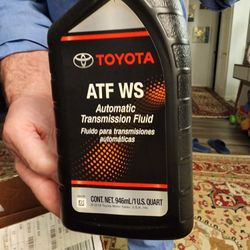 TOYOTA
ATF WS
Automatic
Transmission Fluid
Fluido para transmisiones
automáticas
CONT. NET. 946mL/1 U.S. QUART